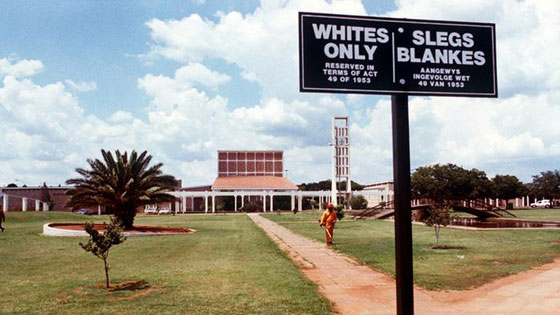 WHITES
ONLY
RESERVED IN
TERMS OF ACT
49 OF 1953
SLEGS
BLANKES
AANGEWYS
INGEVOLGE WET
49 VAN 1953